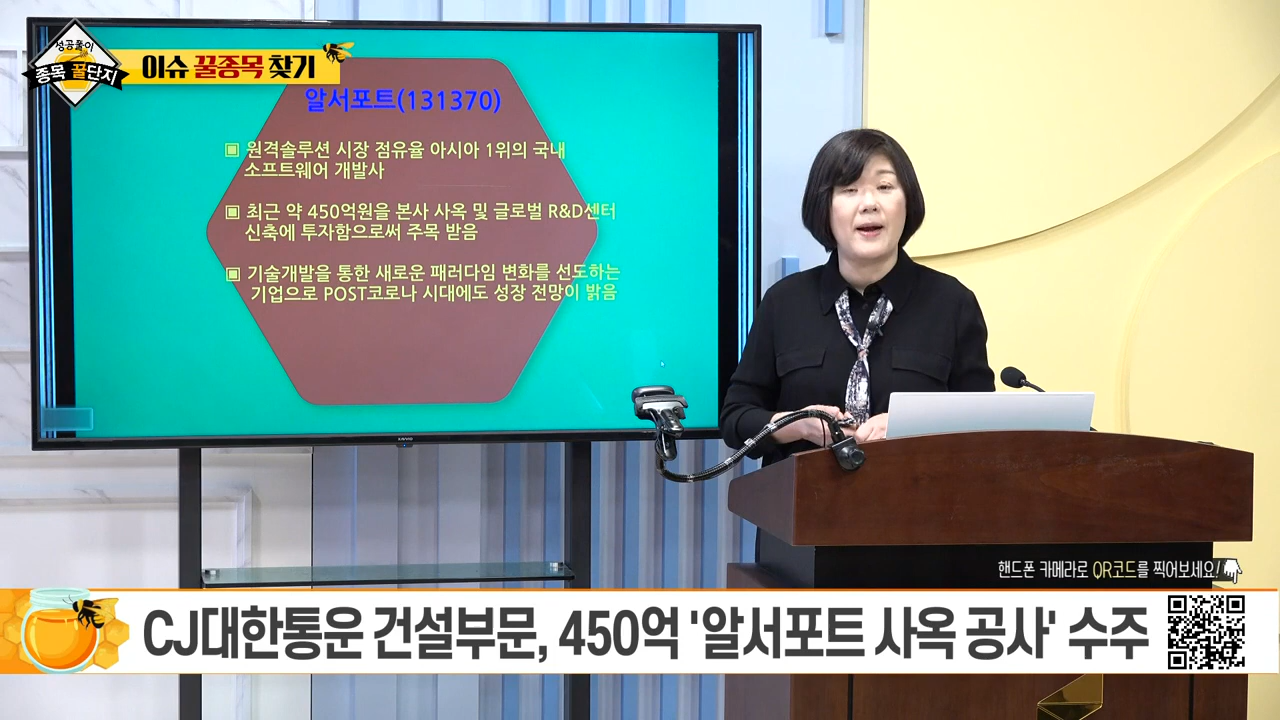 성공풀이
종목 꿀단지
이슈 꿀종목 찾기
알서포트(131370)
▣ 원격솔루션 시장 점유율 아시아 1위의 국내
소프트웨어 개발사
▣ 최근 약 450억원을 본사 사옥 및 글로벌 R&D센터
신축에 투자함으로써 주목 받음
▣ 기술개발을 통한 새로운 패러다임 변화를 선도하는
기업으로 POST코로나 시대에도 성장 전망이 밝음
핸드폰 카메라로 QR코드를 찍어보세요!
CJ대한통운 건설부문, 450억 '알서포트 사옥 공사' 수주